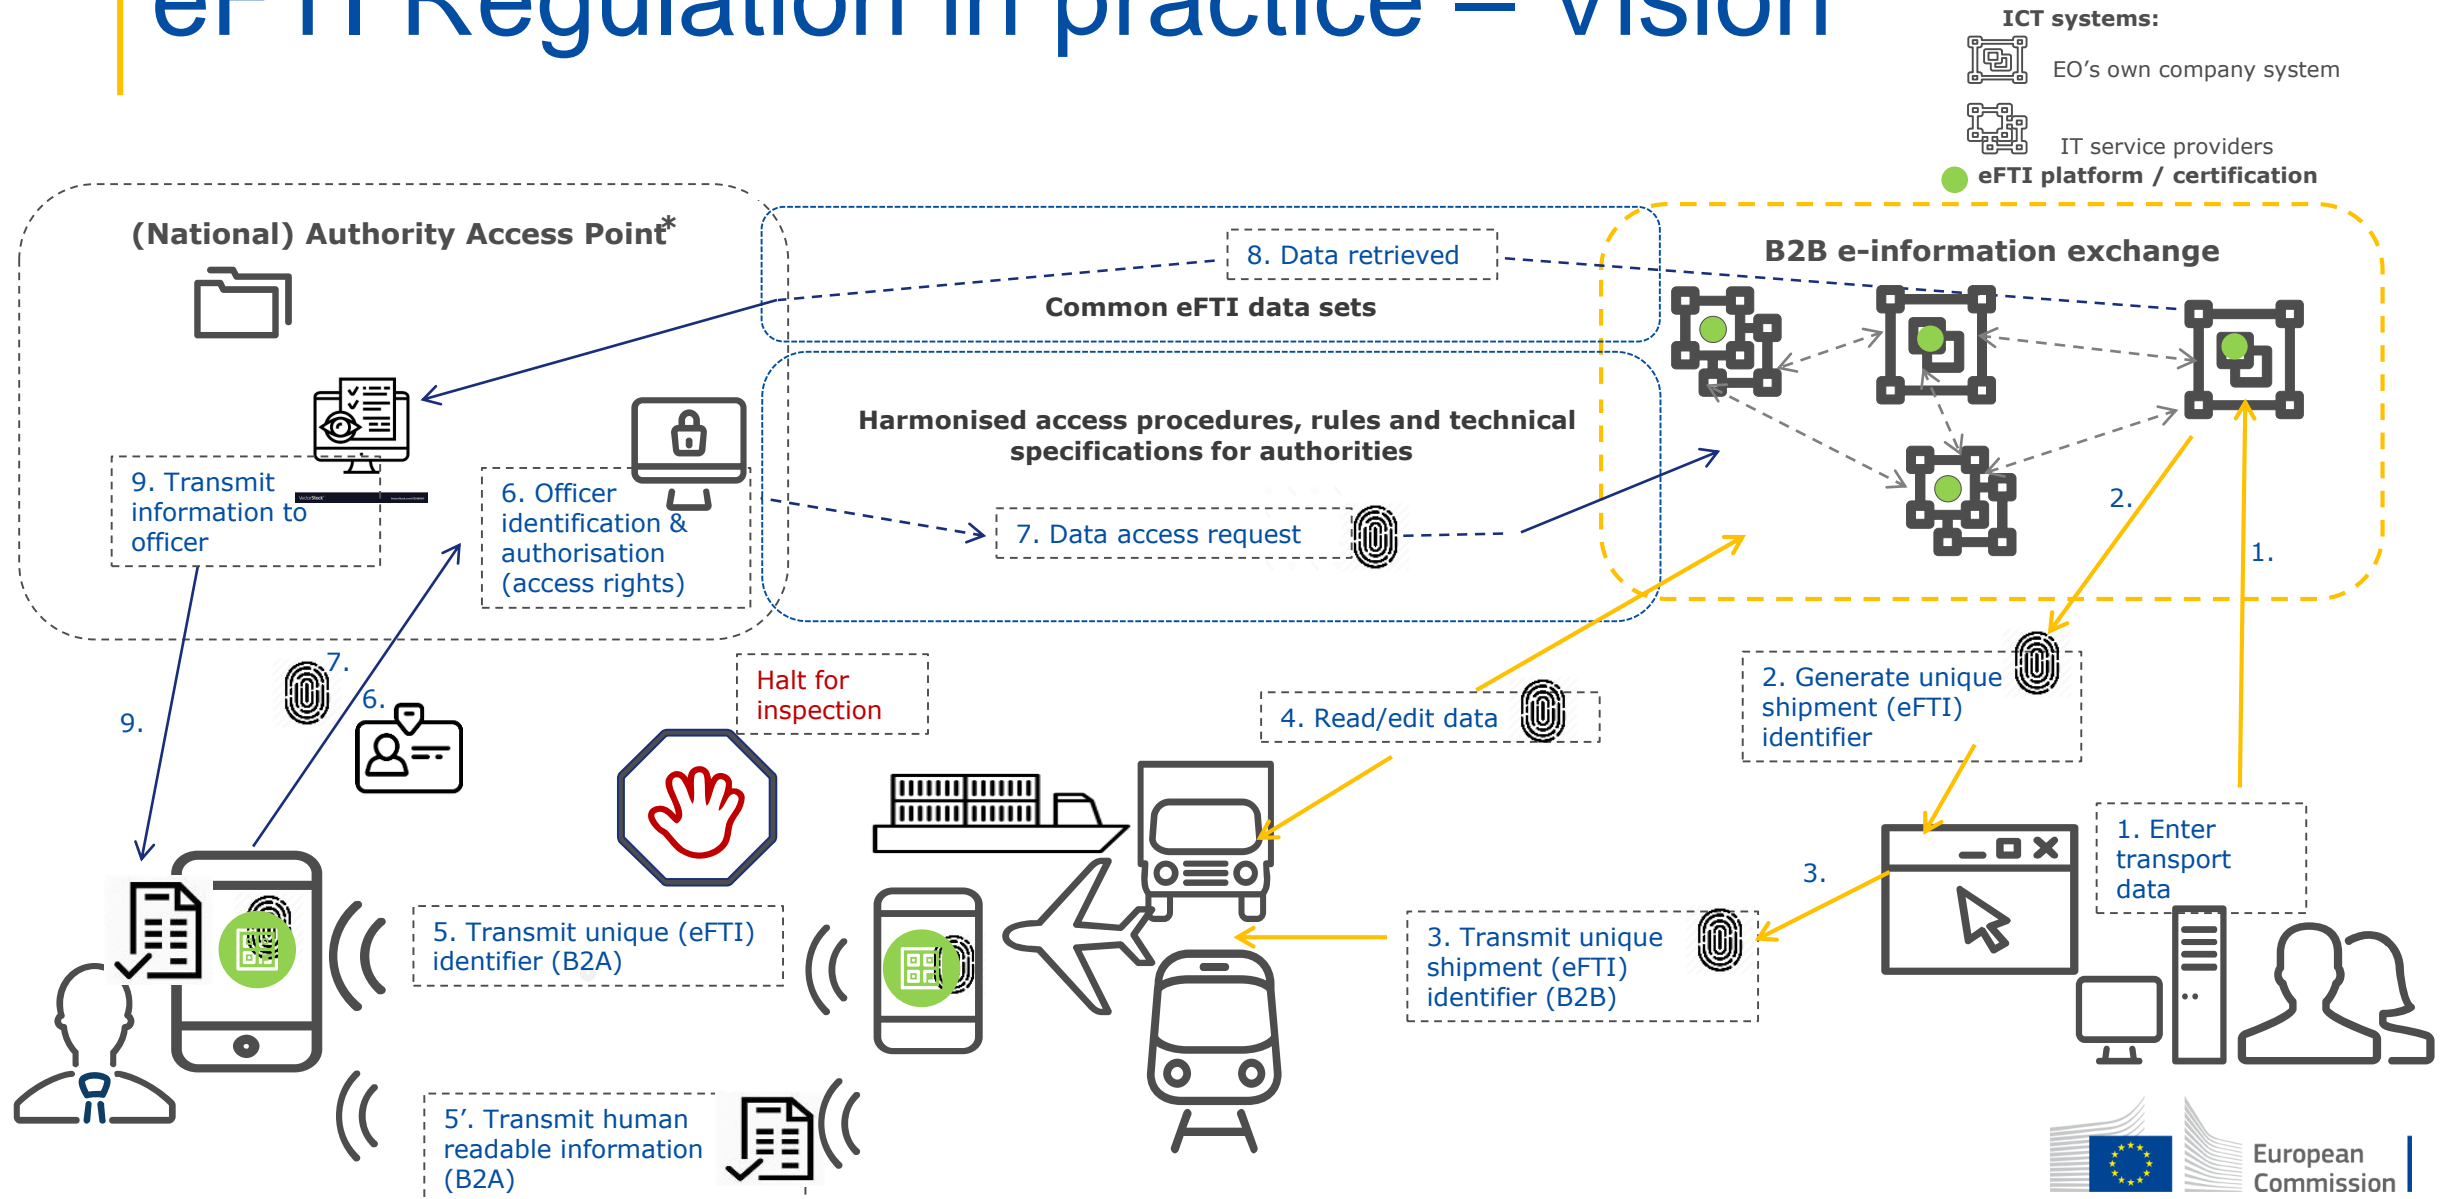 eFTI Regulation in practice – Vision
ICT systems:
EO's own company system
IT service providers
eFTI platform / certification
(National) Authority Access Point*
8. Data retrieved
Common eFTI data sets
B2B e-information exchange
Harmonised access procedures, rules and technical
specifications for authorities
9. Transmit
information to
officer
6. Officer
identification &
authorisation
(access rights)
7. Data access request
2.
1.
7.
6.
9.
Halt for
inspection
4. Read/edit data
2. Generate unique
shipment (eFTI)
identifier
1. Enter
transport
data
3.
5. Transmit unique (eFTI)
identifier (B2A)
3. Transmit unique
shipment (eFTI)
identifier (B2B)
5'. Transmit human
readable information
(B2A)
European
Commission